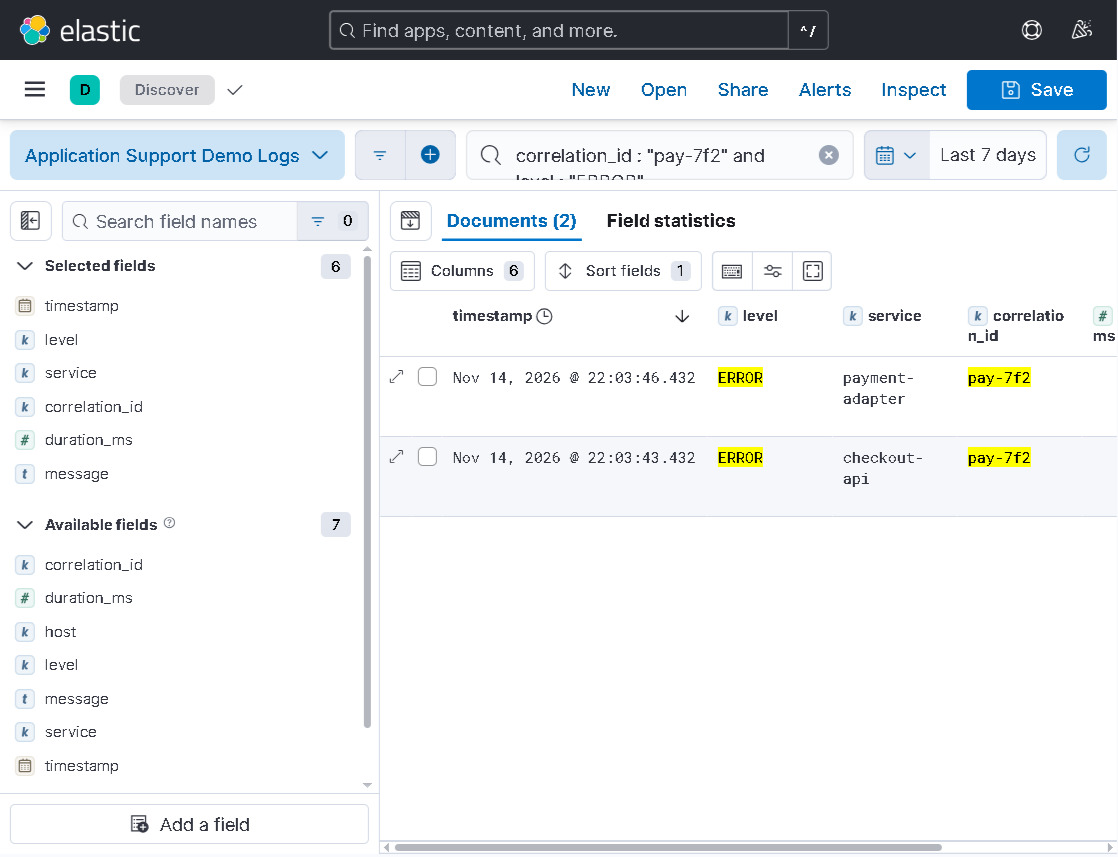 elastic
Find apps, content, and more.
^/
D
Discover
New
Open
Share
Alerts
Inspect
Save
Application Support Demo Logs
correlation_id : "pay-7f2" and
level : "ERROR"
Last 7 days
Search field names
0
Documents (2)
Field statistics
Selected fields
6
Columns 6
Sort fields 1
timestamp
level
service
correlation_id
duration_ms
message
Available fields
7
correlation_id
duration_ms
host
level
message
service
timestamp
Add a field
timestamp
k level
k service
k correlatio
n_id
#
ms
Nov 14, 2026 @ 22:03:46.432
ERROR
payment-
adapter
pay-7f2
Nov 14, 2026 @ 22:03:43.432
ERROR
checkout-
api
pay-7f2